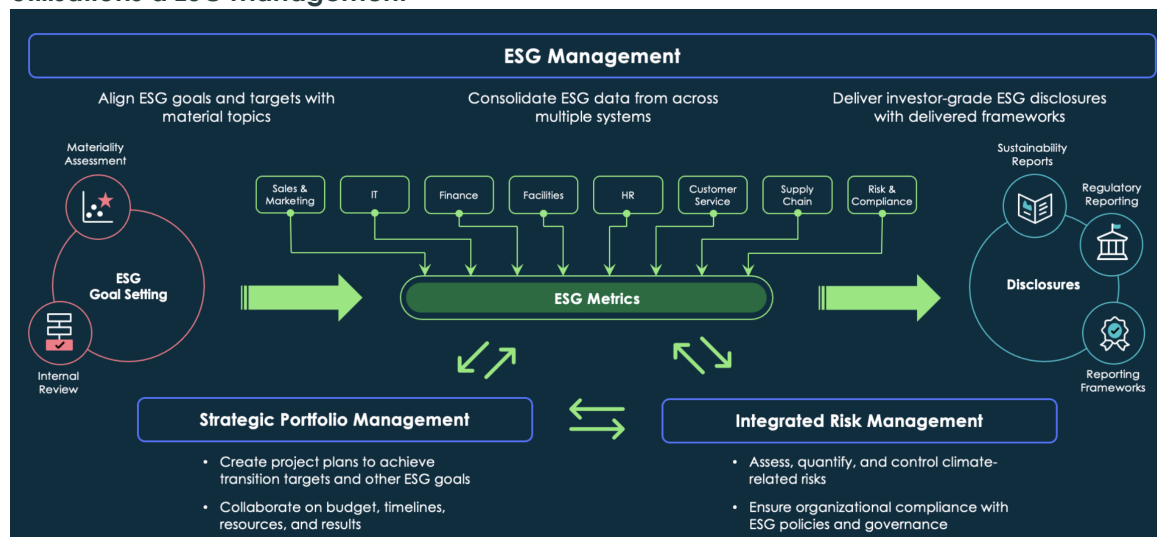 ESG Management
Align ESG goals and targets with
material topics
Consolidate ESG data from across
multiple systems
Deliver investor-grade ESG disclosures
with delivered frameworks
Materiality
Assessment
ESG
Goal Setting
Internal
Review
Sales &
Marketing
IT
Finance
Facilities
HR
Customer
Service
Supply
Chain
Risk &
Compliance
ESG Metrics
Sustainability
Reports
Regulatory
Reporting
Disclosures
Reporting
Frameworks
Strategic Portfolio Management
• Create project plans to achieve
transition targets and other ESG goals
• Collaborate on budget, timelines,
resources, and results
Integrated Risk Management
• Assess, quantify, and control climate-
related risks
• Ensure organizational compliance with
ESG policies and governance